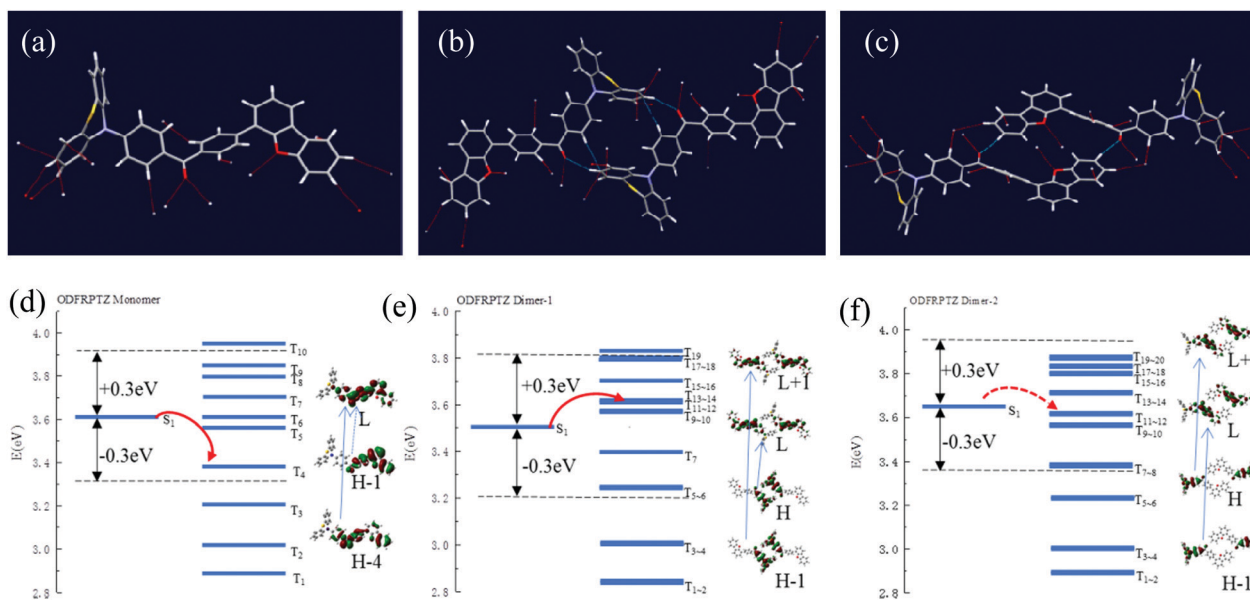 (a)
(b)
(c)
(d)
ODFRPTZ Monomer
E(eV)
4.0
3.8
3.6
3.4
3.2
3.0
2.8
+0.3eV
-0.3eV
S1
T10
T9
T8
T7
T6
T5
T4
T3
T2
T1
L
H-1
H-4
(e)
ODFRPTZ Dimer-1
E(eV)
4.0
3.8
3.6
3.4
3.2
3.0
2.8
+0.3eV
-0.3eV
S1
T19
T17~18
T15~16
T13~14
T11~12
T9~10
T7
T5~6
T3~4
T1~2
L+1
L
H
H-1
(f)
ODFRPTZ Dimer-2
E(eV)
4.0
3.8
3.6
3.4
3.2
3.0
2.8
+0.3eV
-0.3eV
S1
T19~20
T17~18
T15~16
T13~14
T11~12
T9~10
T7~8
T5~6
T3~4
T1~2
L+1
L
H
H-1